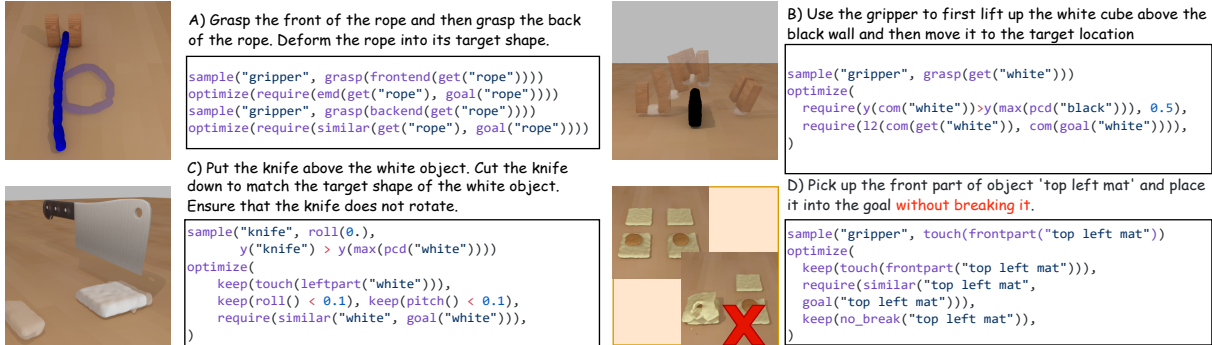 A) Grasp the front of the rope and then grasp the back
of the rope. Deform the rope into its target shape.
sample("gripper", grasp(frontend(get("rope"))))
optimize(require(emd(get("rope"), goal("rope"))))
sample("gripper", grasp(backend(get("rope"))))
optimize(require(similar(get("rope"), goal("rope"))))
B) Use the gripper to first lift up the white cube above the
black wall and then move it to the target location
sample("gripper", grasp(get("white")))
optimize(
require(y(com("white"))>y(max(pcd("black"))), 0.5),
require(l2(com(get("white")), com(goal("white")))),
)
C) Put the knife above the white object. Cut the knife
down to match the target shape of the white object.
Ensure that the knife does not rotate.
sample("knife", roll(0.),
y("knife") > y(max(pcd("white"))))
optimize(
keep(touch(leftpart("white"))),
keep(roll() < 0.1), keep(pitch() < 0.1),
require(similar("white", goal("white"))),
)
D) Pick up the front part of object 'top left mat' and place
it into the goal without breaking it.
sample("gripper", touch(frontpart("top left mat"))
optimize(
keep(touch(frontpart("top left mat"))),
require(similar("top left mat",
goal("top left mat"))),
keep(no_break("top left mat")),
)